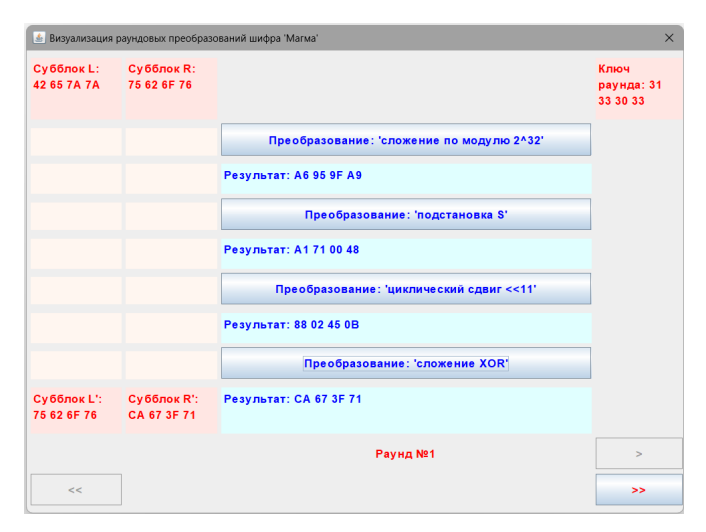 Визуализация раундовых преобразований шифра 'Магма'
Субблок L:
42 65 7A 7A
Субблок R:
75 62 6F 76
Ключ
раунда: 31
33 30 33
Преобразование: 'сложение по модулю 2^32'
Результат: A6 95 9F A9
Преобразование: 'подстановка S'
Результат: A1 71 00 48
Преобразование: 'циклический сдвиг <<11'
Результат: 88 02 45 0B
Преобразование: 'сложение XOR'
Субблок L':
75 62 6F 76
Субблок R':
CA 67 3F 71
Результат: CA 67 3F 71
Раунд №1
>
<<
>>